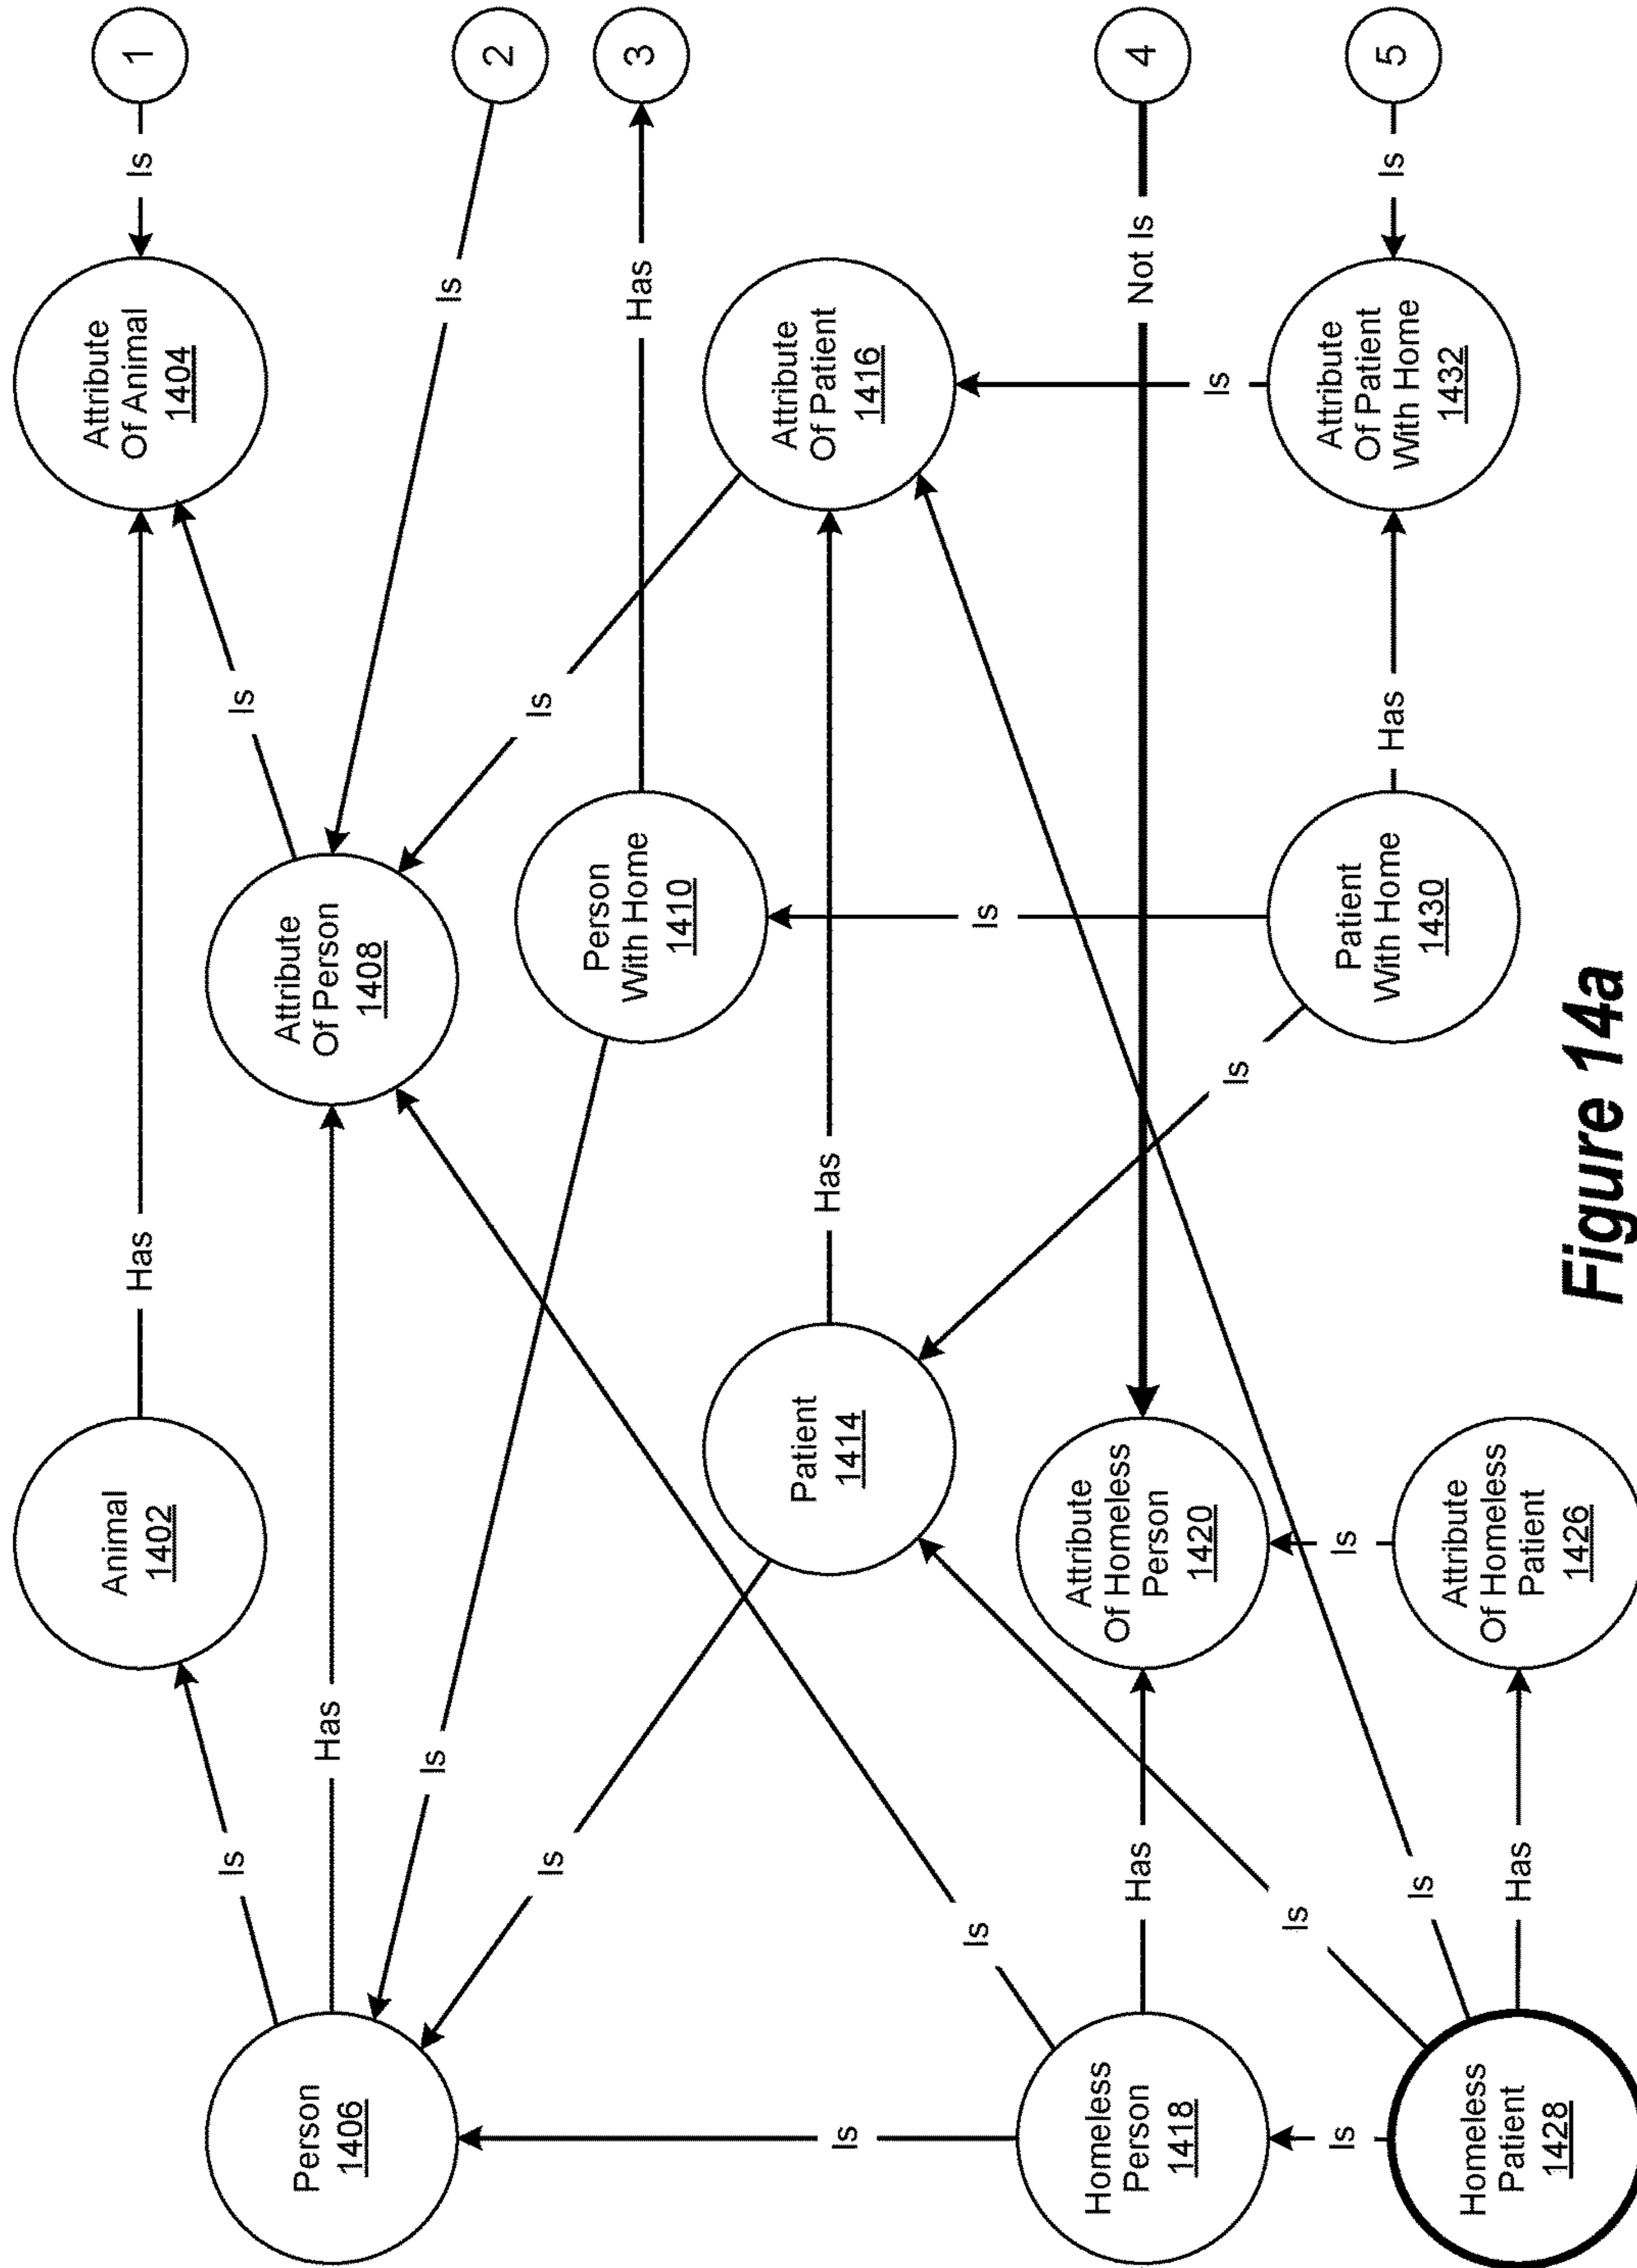 Animal
1402
Has
Attribute
Of Animal
1404
Is
1
Is
Is
Person
1406
Has
Attribute
Of Person
1408
Is
Is
2
Is
Is
Person
With Home
1410
Has
3
Is
Patient
1414
Has
Attribute
Of Patient
1416
Is
Is
Homeless
Person
1418
Has
Attribute
Of Homeless
Person
1420
Not Is
4
Is
Is
Is
Is
Is
Patient
With Home
1430
Has
Attribute
Of Patient
With Home
1432
Is
5
Is
Homeless
Patient
1428
Has
Attribute
Of Homeless
Patient
1426
Figure 14a